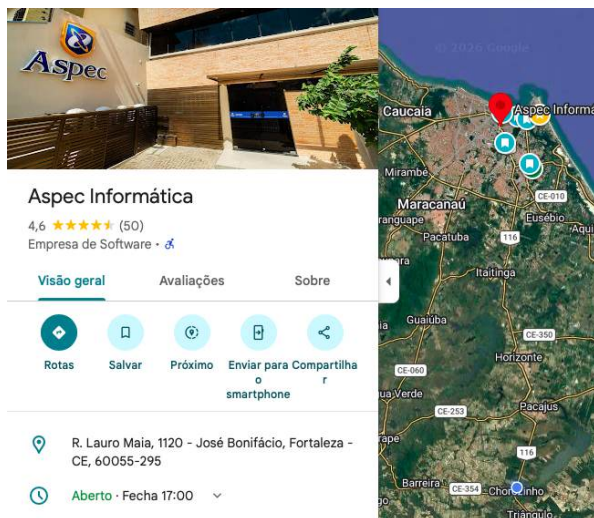 Aspec
Aspec Informática
4,6 ★★★★★ (50)
Empresa de Software ·
Visão geral
Avaliações
Sobre
Rotas
Salvar
Próximo
Enviar para
o
smartphone
Compartilha
r
R. Lauro Maia, 1120 - José Bonifácio, Fortaleza -
CE, 60055-295
Aberto · Fecha 17:00
© 2026 Google
Caucaia
Aspec Informá
Mirambé
Maracanaú
CE-010
ranguape
Eusébio
Aqui
Pacatuba
116
Itaitinga
Guaiúba
CE-350
Horizonte
CE-060
ua Verde
CE-253
Pacajus
rape
116
Barreira
CE-354
Chorozinho
go
Triângulo